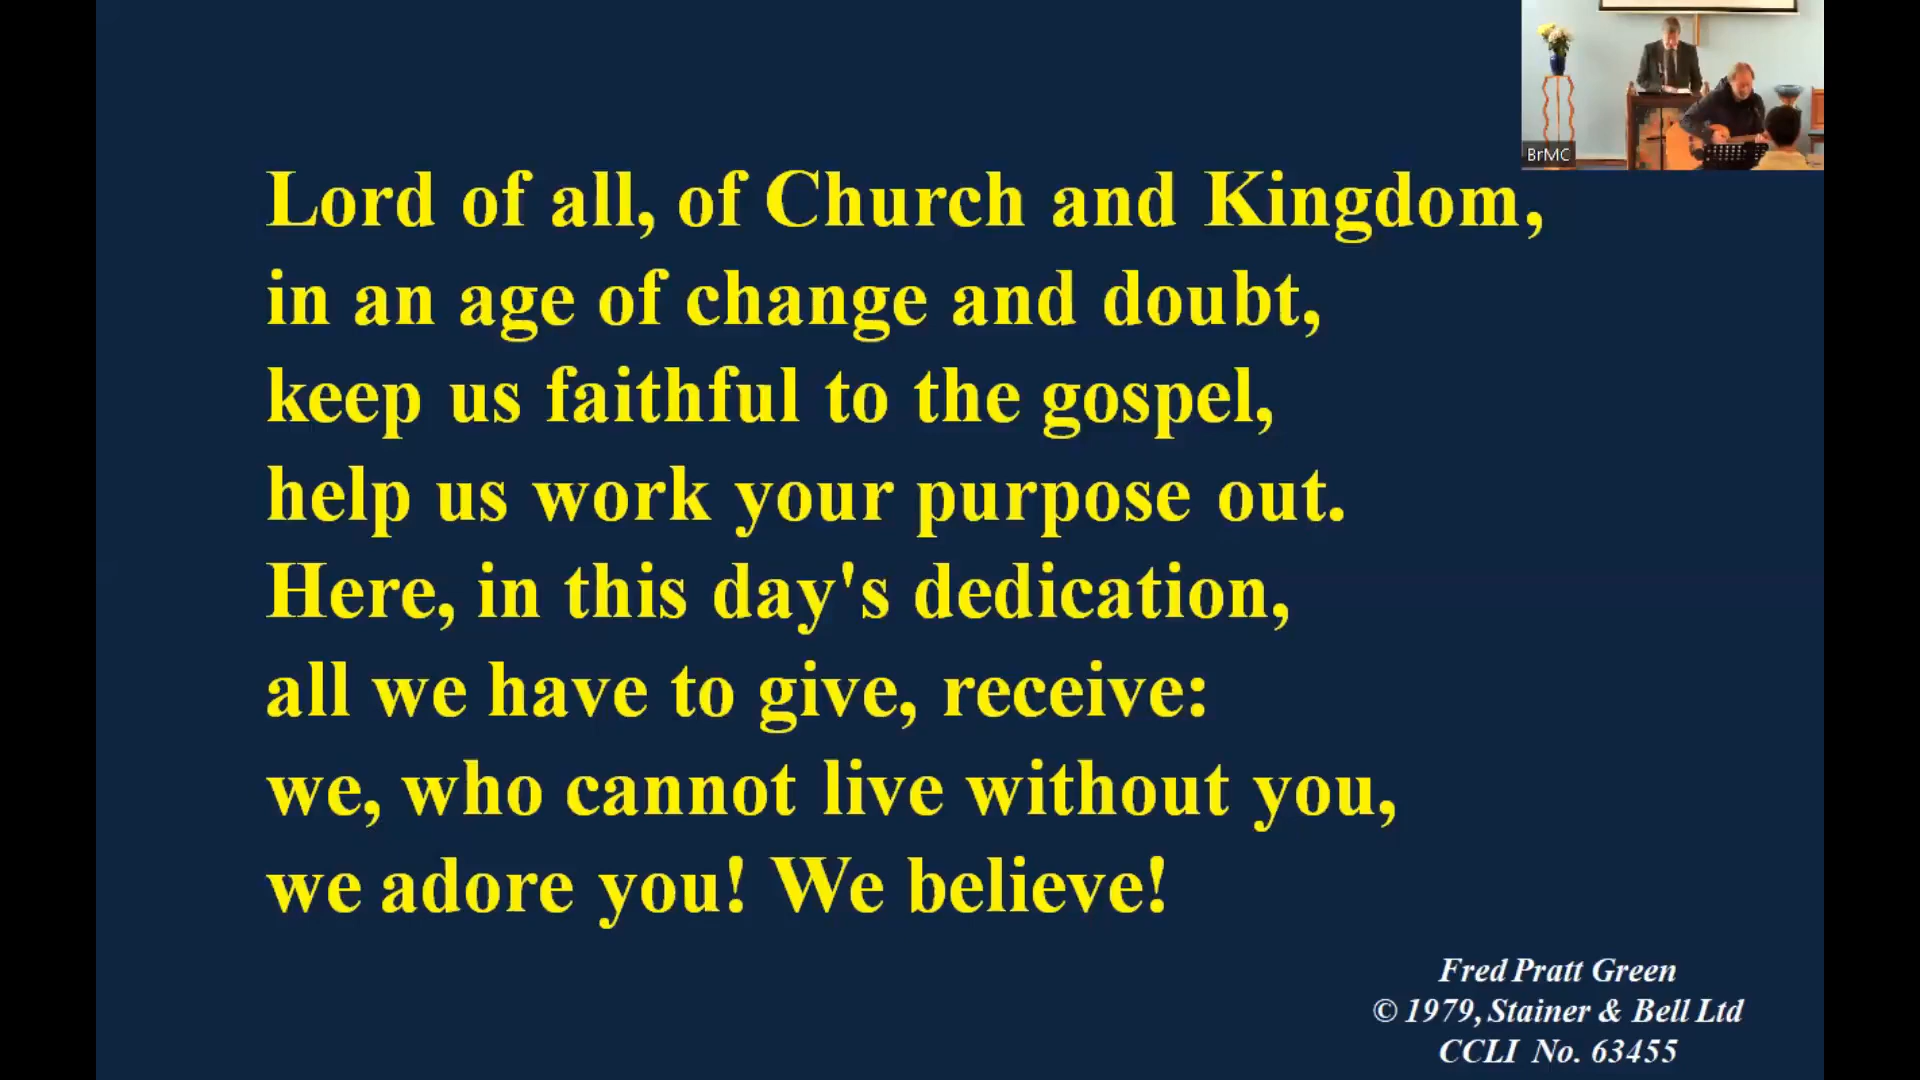 BrMC
Lord of all, of Church and Kingdom,
in an age of change and doubt,
keep us faithful to the gospel,
help us work your purpose out.
Here, in this day's dedication,
all we have to give, receive:
we, who cannot live without you,
we adore you! We believe!
Fred Pratt Green
© 1979, Stainer & Bell Ltd
CCLI No. 63455